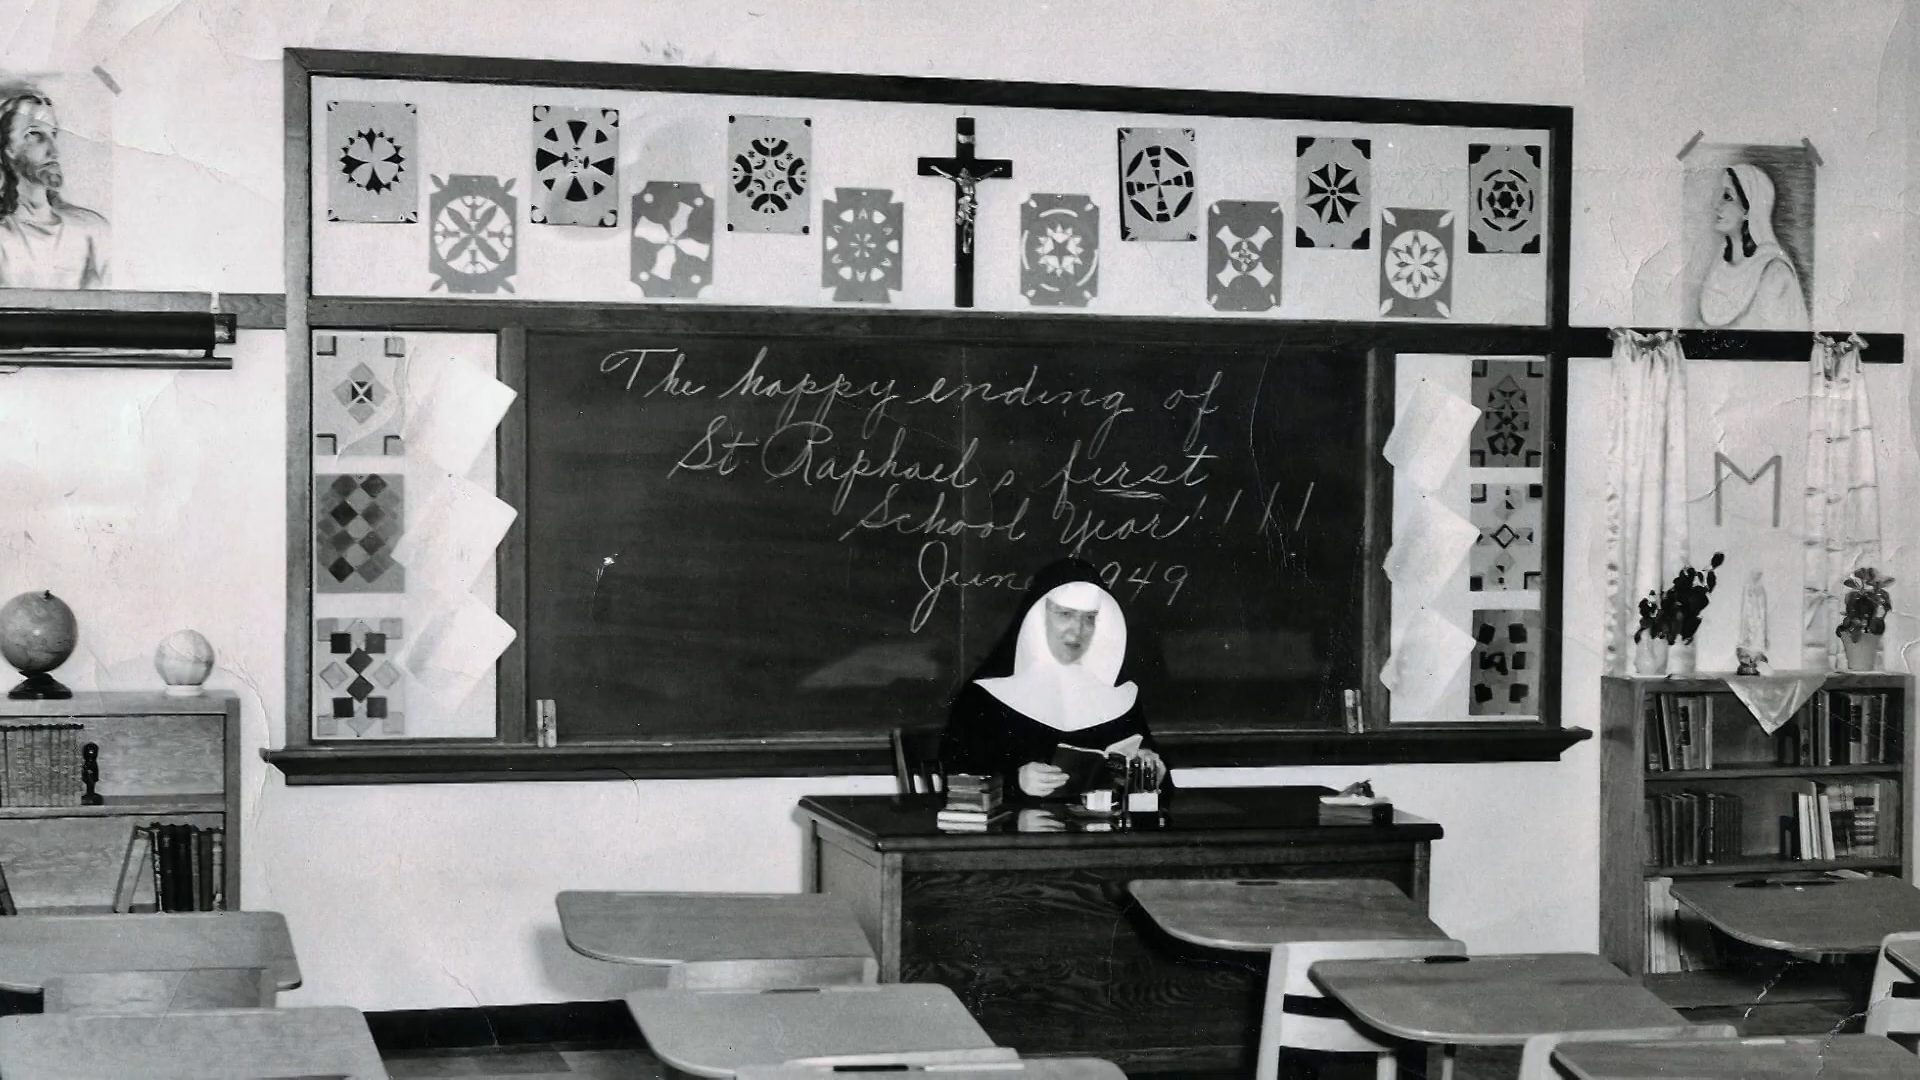 The happy ending of
St Raphael's first
School Year!!!!
June 1949
M